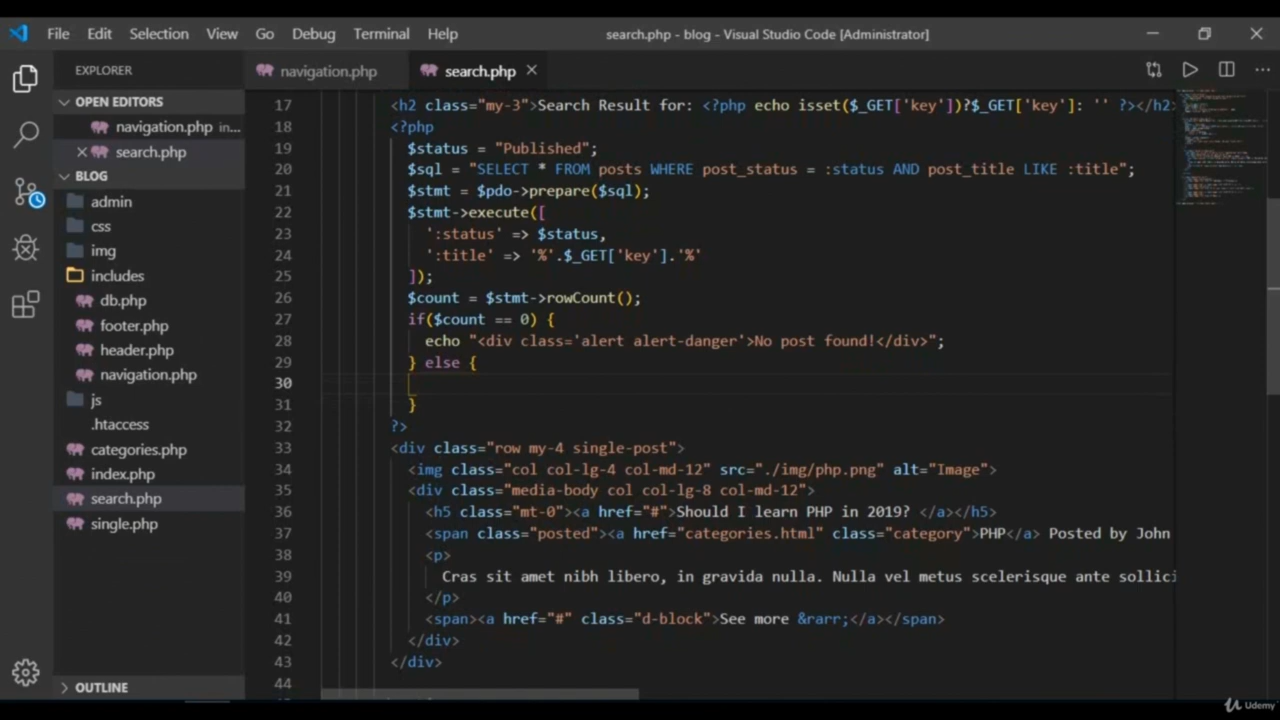 File Edit Selection View Go Debug Terminal Help search.php - blog - Visual Studio Code [Administrator]
EXPLORER
OPEN EDITORS
navigation.php in...
search.php
BLOG
admin
css
img
includes
db.php
footer.php
header.php
navigation.php
js
.htaccess
categories.php
index.php
search.php
single.php
OUTLINE
navigation.php search.php
17 <h2 class="my-3">Search Result for: <?php echo isset($_GET['key'])?$_GET['key']: '' ?></h2>
18 <?php
19 $status = "Published";
20 $sql = "SELECT * FROM posts WHERE post_status = :status AND post_title LIKE :title";
21 $stmt = $pdo->prepare($sql);
22 $stmt->execute([
23 ':status' => $status,
24 ':title' => '%'.$_GET['key'].'%'
25 ]);
26 $count = $stmt->rowCount();
27 if($count == 0) {
28 echo "<div class='alert alert-danger'>No post found!</div>";
29 } else {
30
31 }
32 ?>
33 <div class="row my-4 single-post">
34 <img class="col col-lg-4 col-md-12" src="./img/php.png" alt="Image">
35 <div class="media-body col col-lg-8 col-md-12">
36 <h5 class="mt-0"><a href="#">Should I learn PHP in 2019? </a></h5>
37 <span class="posted"><a href="categories.html" class="category">PHP</a> Posted by John
38 <p>
39 Cras sit amet nibh libero, in gravida nulla. Nulla vel metus scelerisque ante sollici
40 </p>
41 <span><a href="#" class="d-block">See more &rarr;</a></span>
42 </div>
43 </div>
44
Udemy